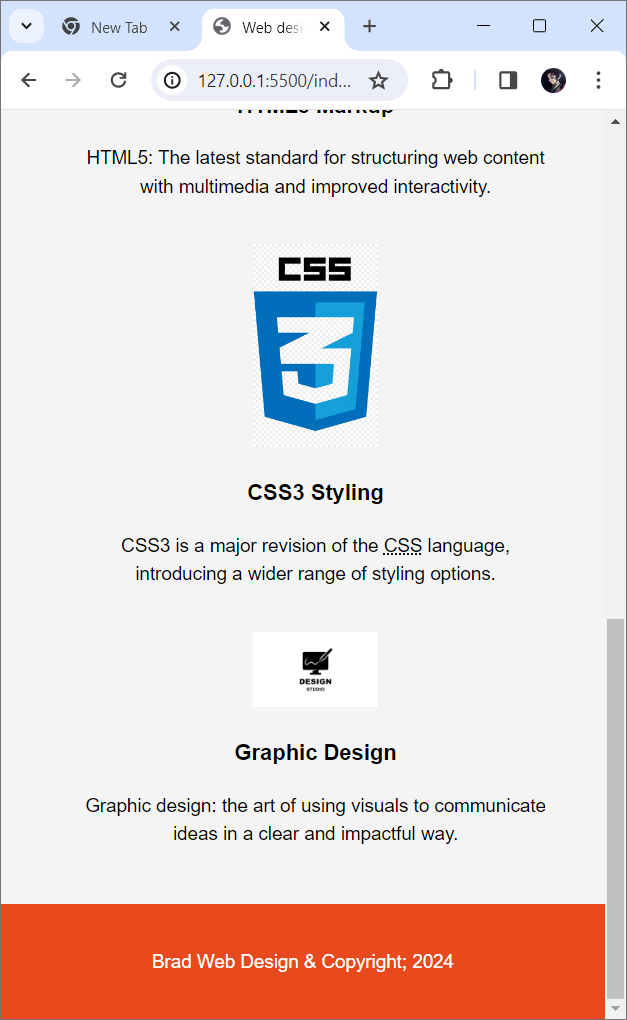 New Tab
Web desi
127.0.0.1:5500/ind...
HTML5 Markup
HTML5: The latest standard for structuring web content
with multimedia and improved interactivity.
CSS
3
CSS3 Styling
CSS3 is a major revision of the CSS language,
introducing a wider range of styling options.
DESIGN
STUDIO
Graphic Design
Graphic design: the art of using visuals to communicate
ideas in a clear and impactful way.
Brad Web Design & Copyright; 2024